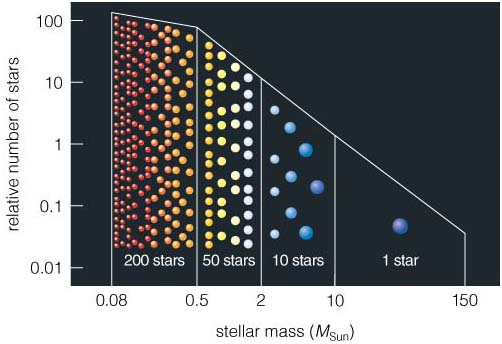 relative number of stars
100
10
1
0.1
0.01
200 stars
50 stars
10 stars
1 star
0.08
0.5
2
10
150
stellar mass (MSun)